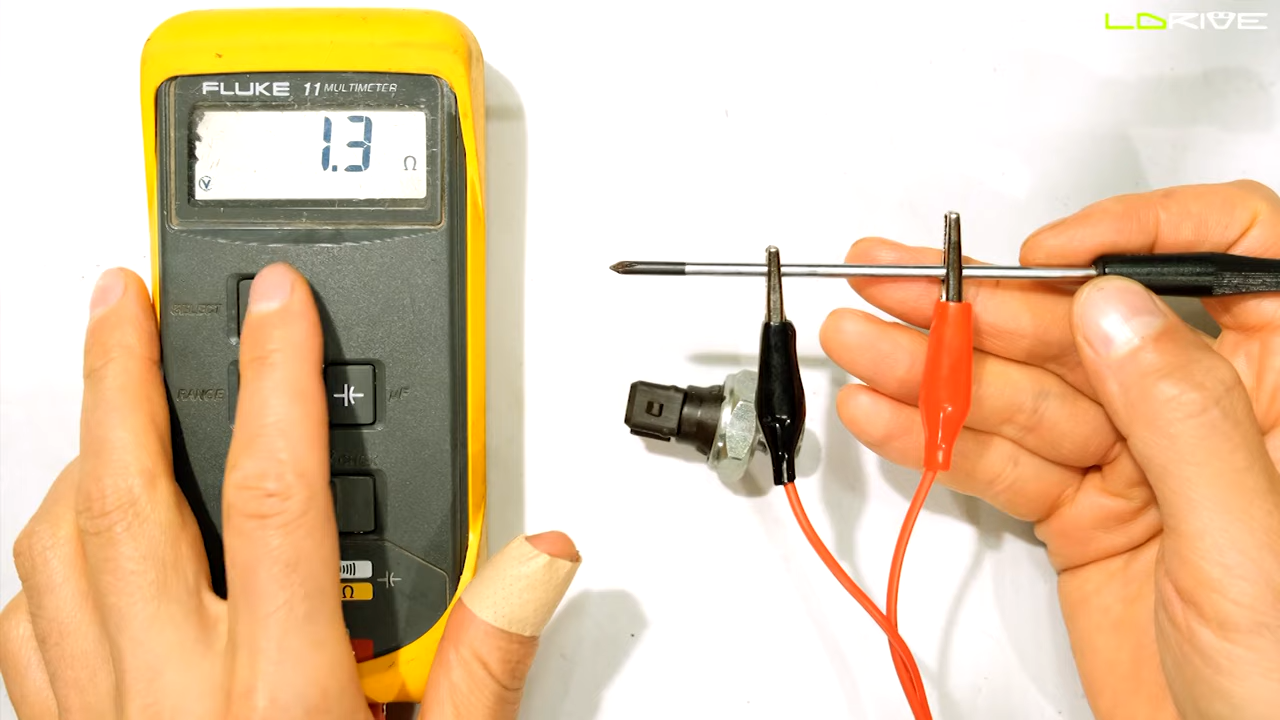 LDRIVE
FLUKE 11 MULTIMETER
1.3 Ω
V
SELECT
RANGE
μF
Ω